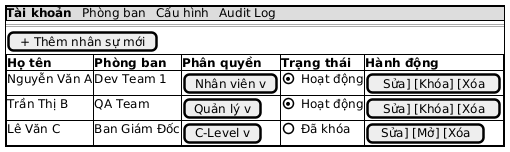 Tài khoản Phòng ban Cấu hình Audit Log
+ Thêm nhân sự mới
Họ tên Phòng ban Phân quyền Trạng thái Hành động
Nguyễn Văn A Dev Team 1 Nhân viên v Hoạt động Sửa] [Khóa] [Xóa
Trần Thị B QA Team Quản lý v Hoạt động Sửa] [Khóa] [Xóa
Lê Văn C Ban Giám Đốc C-Level v Đã khóa Sửa] [Mở] [Xóa